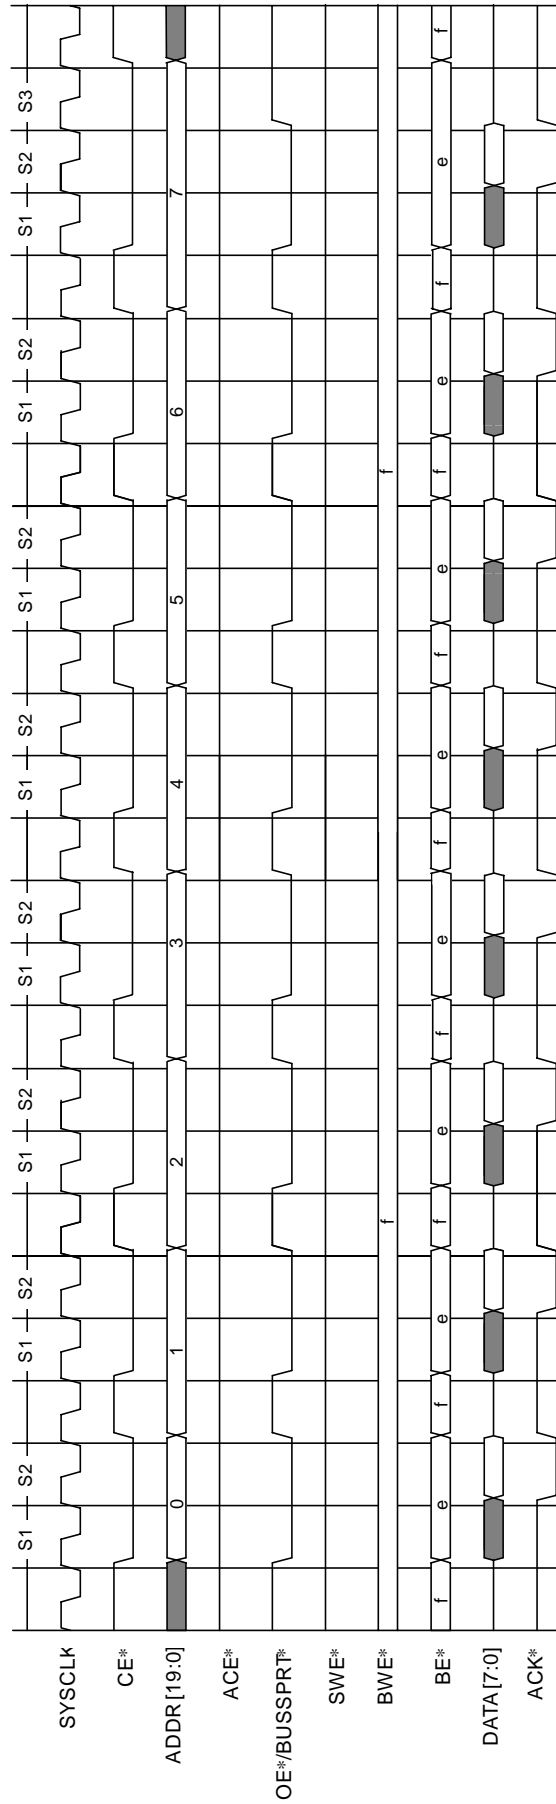 S1 S2 S1 S2 S1 S2 S1 S2 S1 S2 S1 S2 S1 S2 S1 S2 S3
SYSCLK
CE*
ADDR [19:0] 0 1 2 3 4 5 6 7
ACE*
OE*/BUSSPRT*
SWE*
BWE* f f
BE* f e f e f e f e f e f e f e f e f
DATA [7:0]
ACK*